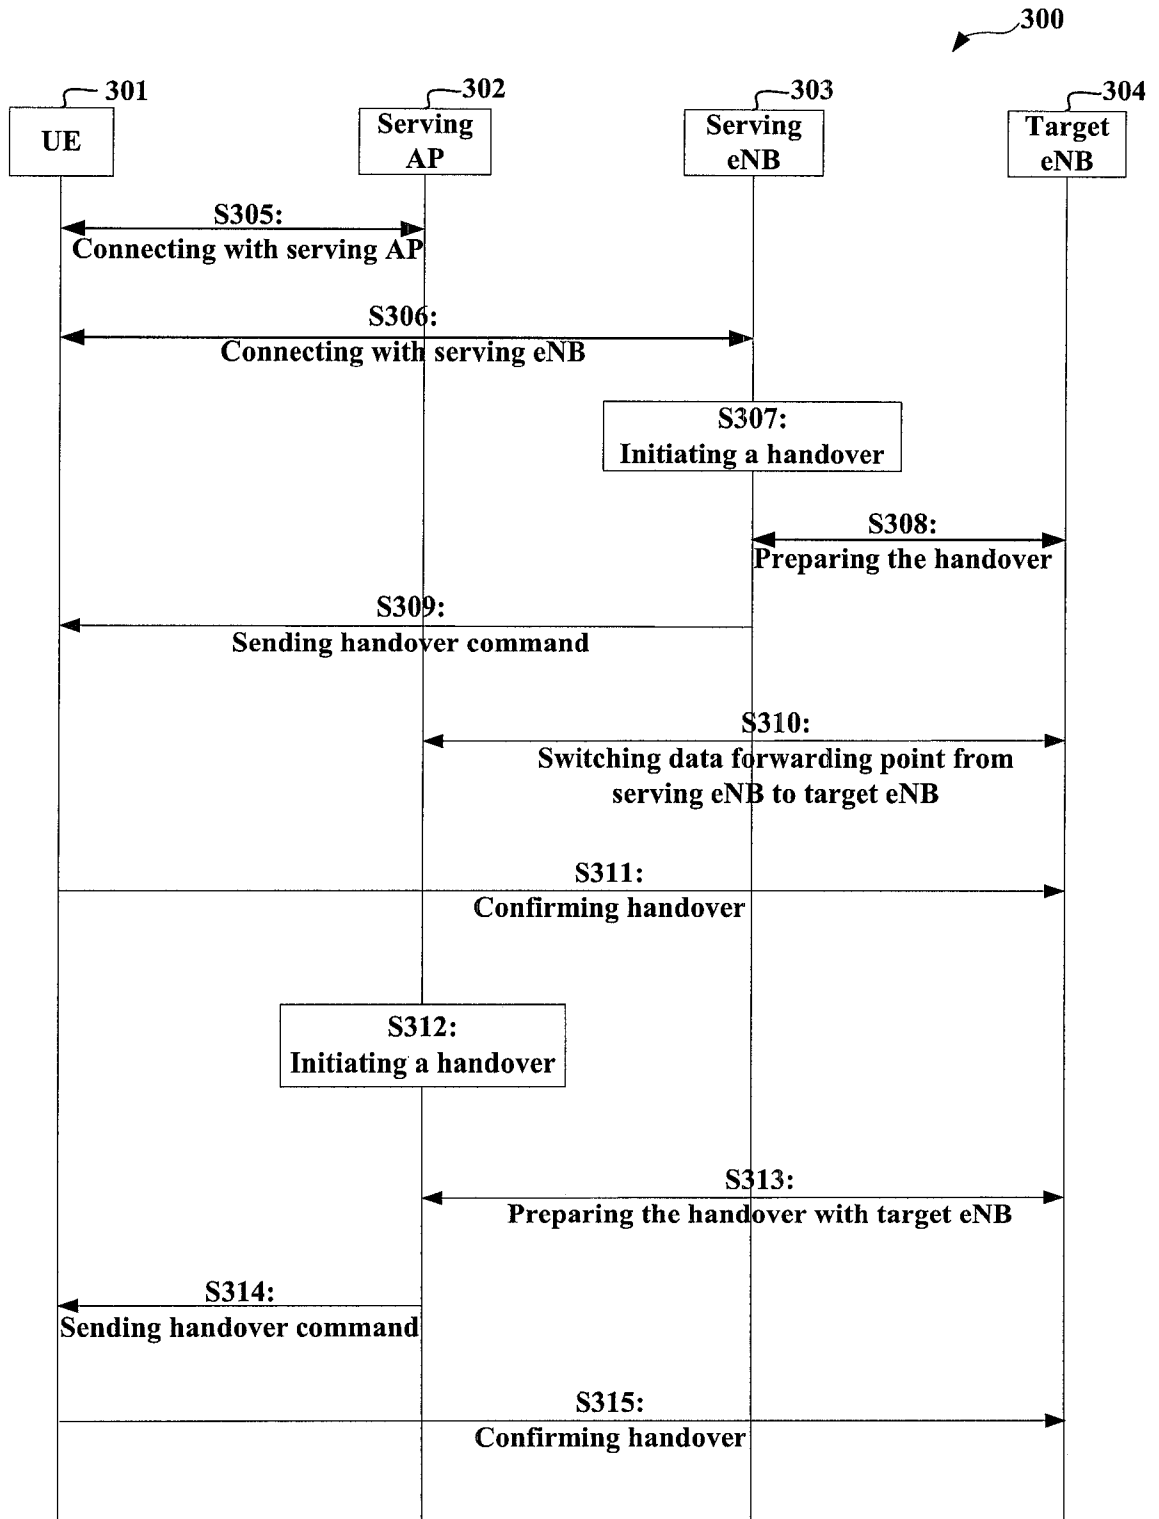 300
301
302
303
304
UE
Serving
AP
Serving
eNB
Target
eNB
S305:
Connecting with serving AP
S306:
Connecting with serving eNB
S307:
Initiating a handover
S308:
Preparing the handover
S309:
Sending handover command
S310:
Switching data forwarding point from
serving eNB to target eNB
S311:
Confirming handover
S312:
Initiating a handover
S313:
Preparing the handover with target eNB
S314:
Sending handover command
S315:
Confirming handover